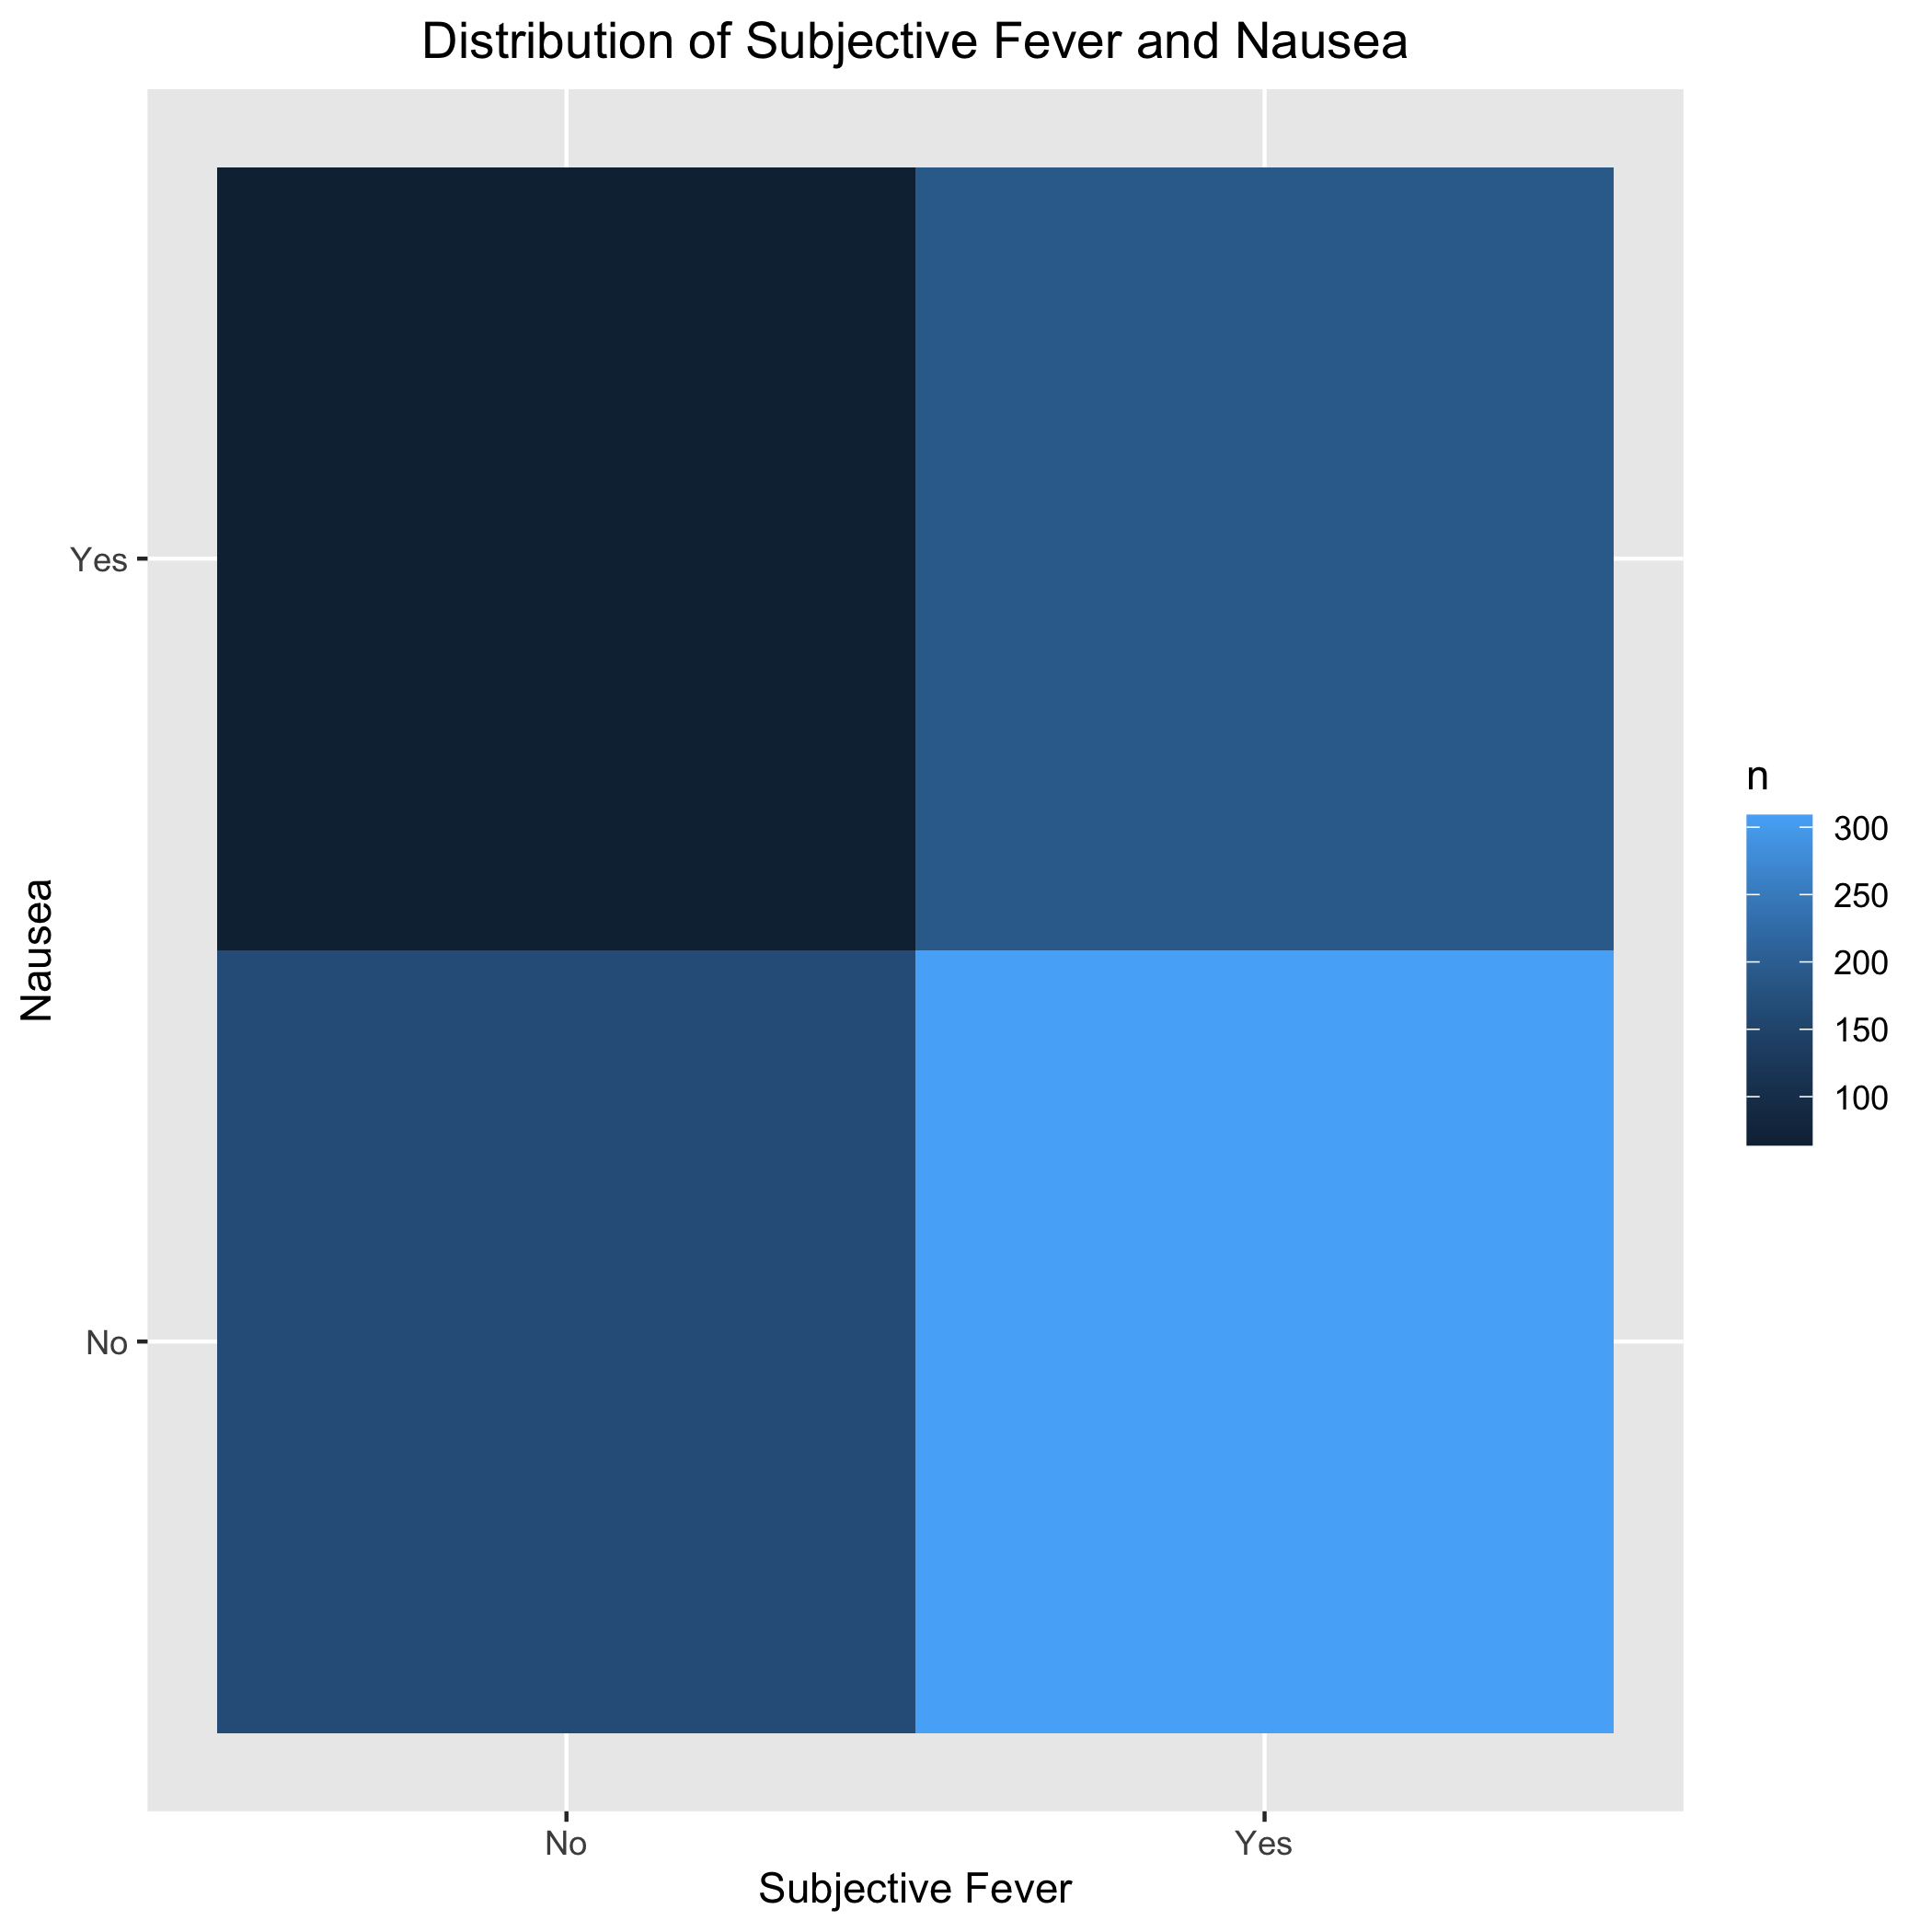 Distribution of Subjective Fever and Nausea
Nausea
Yes
No
No
Yes
Subjective Fever
n
300
250
200
150
100